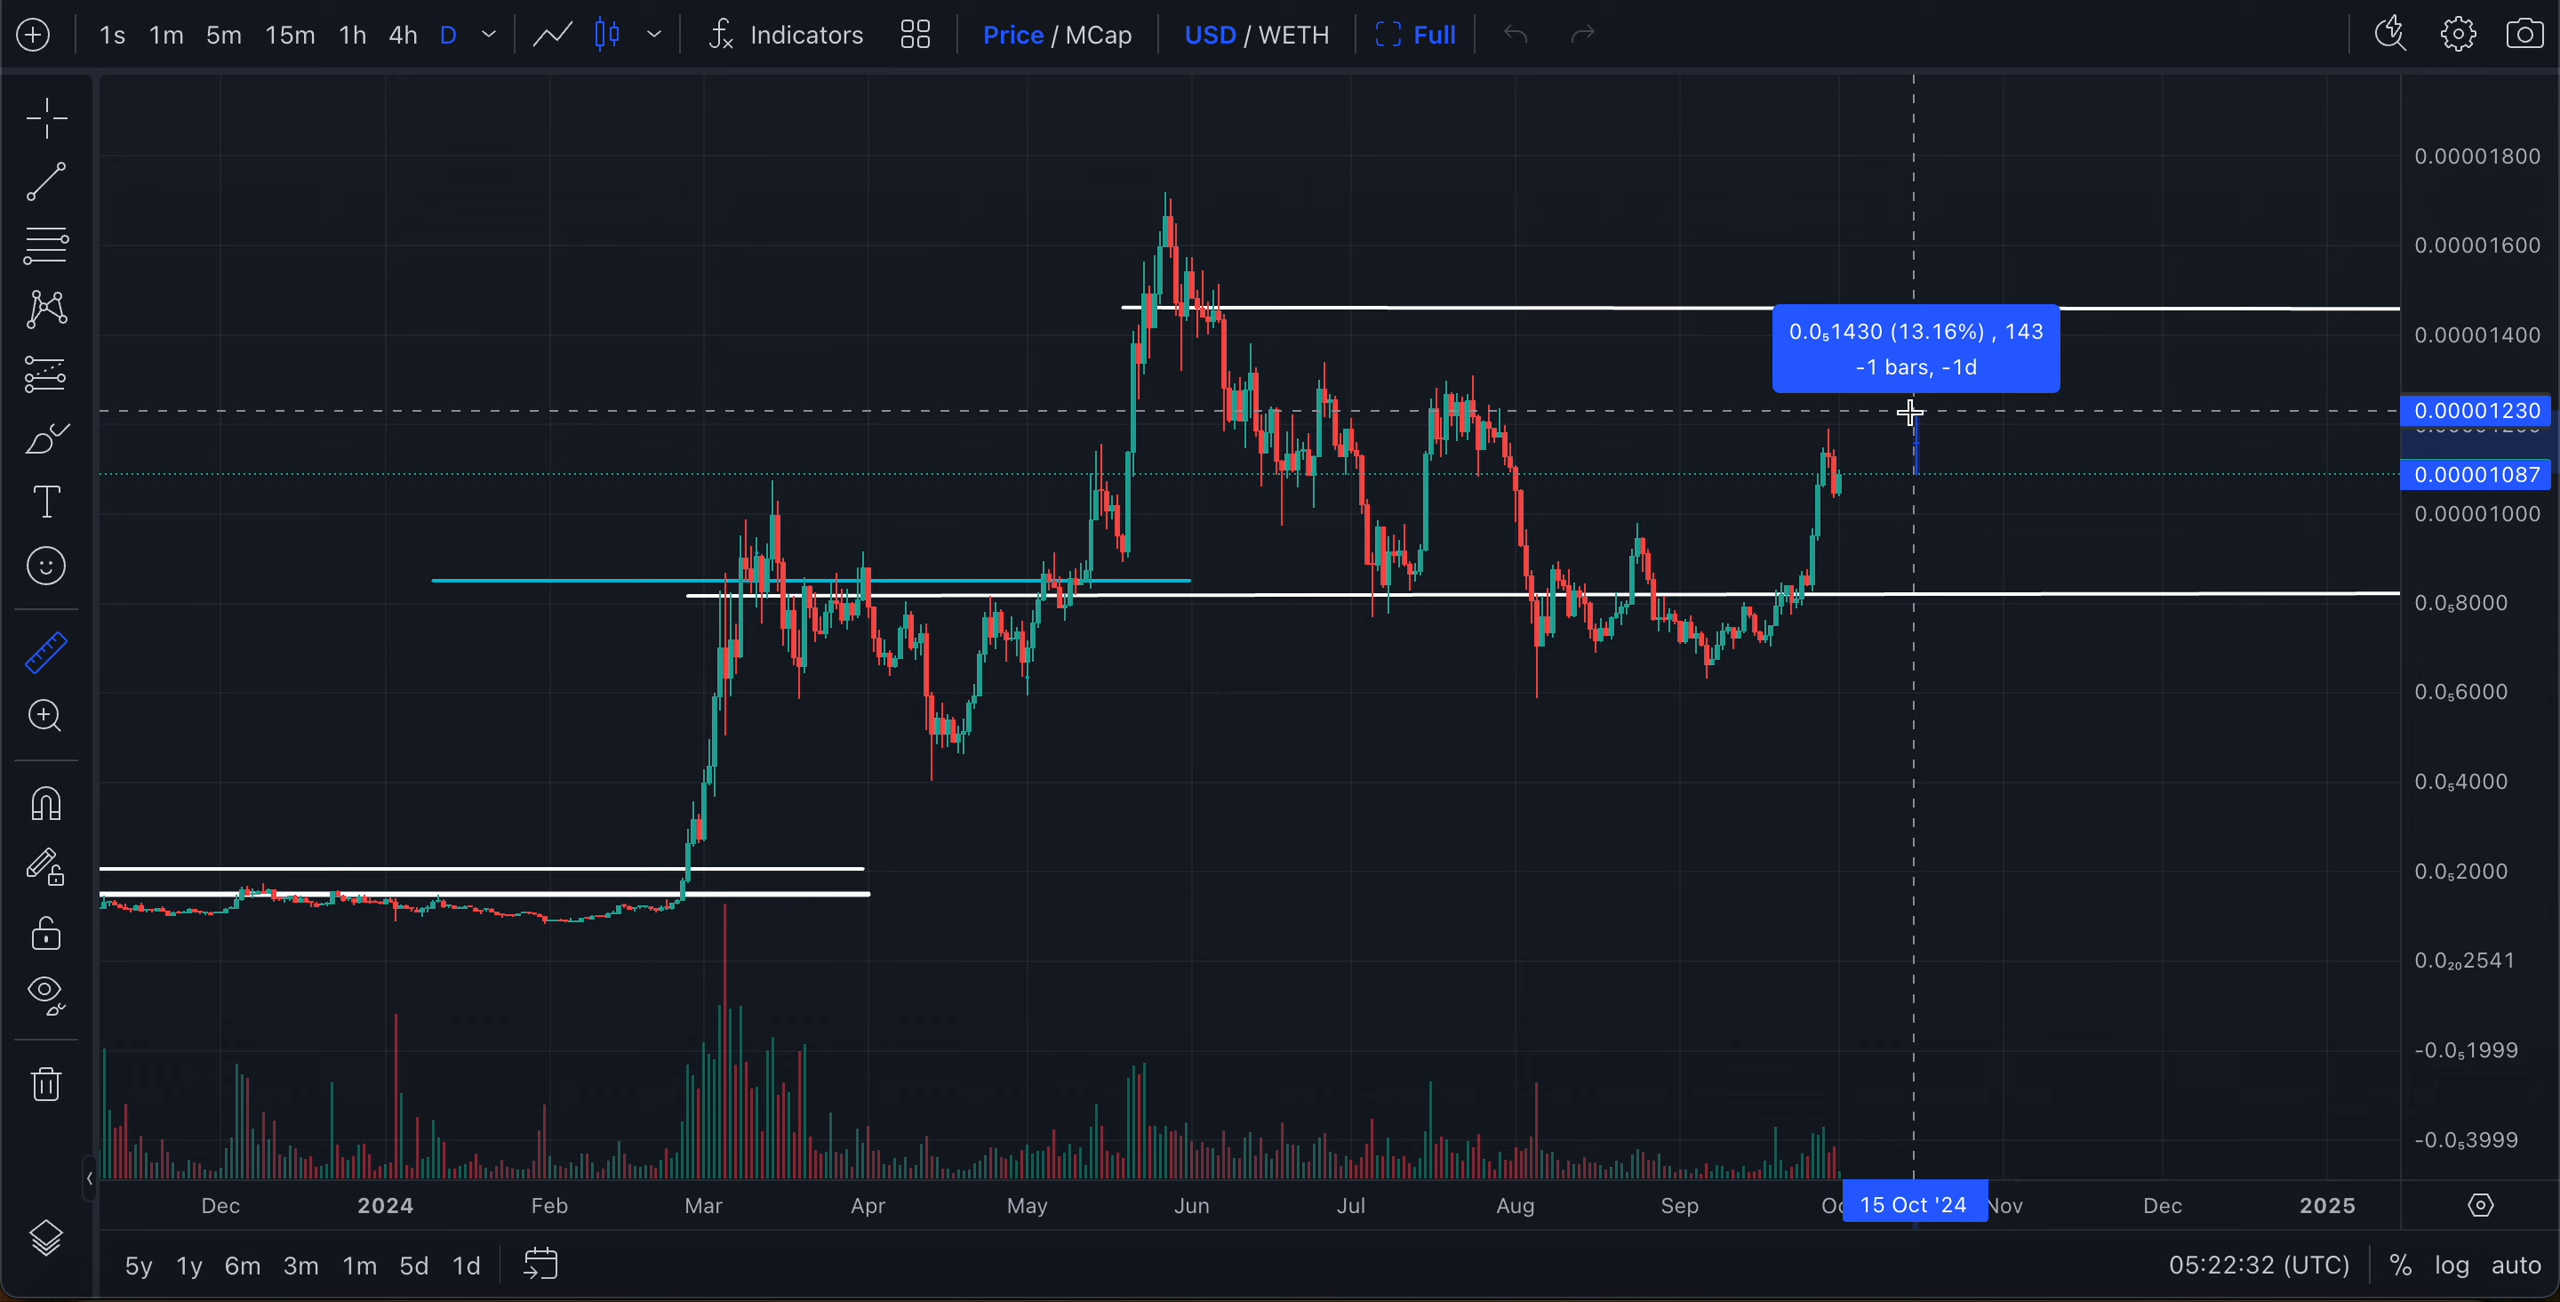 1s 1m 5m 15m 1h 4h D Indicators Price / MCap USD / WETH Full
0.00001800
0.00001600
0.00001400
0.0₅1430 (13.16%) , 143
-1 bars, -1d
0.00001230
0.00001087
0.00001000
0.0₅8000
0.0₅6000
0.0₅4000
0.0₅2000
0.0₂₀2541
-0.0₅1999
-0.0₅3999
Dec 2024 Feb Mar Apr May Jun Jul Aug Sep 15 Oct '24 Nov Dec 2025
5y 1y 6m 3m 1m 5d 1d 05:22:32 (UTC) % log auto